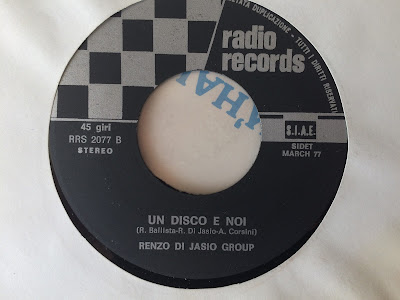 VIETATA DUPLICAZIONE - TUTTI I DIRITTI RISERVATI
radio
records
45 giri
RRS 2077 B
STEREO
S.I.A.E.
SIDET
MARCH 77
UN DISCO E NOI
(R. Ballista-R. Di Jasio-A. Corsini)
RENZO DI JASIO GROUP